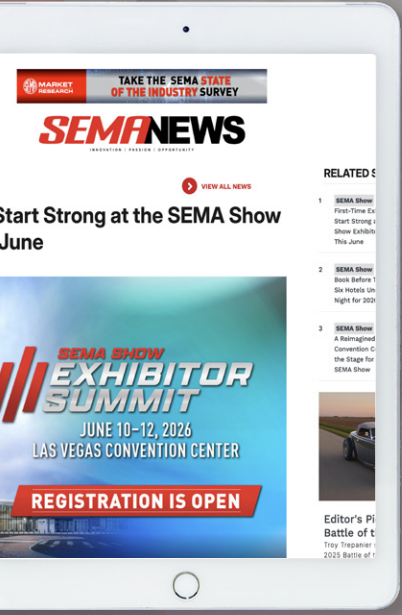 MARKET
RESEARCH
TAKE THE SEMA STATE
OF THE INDUSTRY SURVEY
SEMANEWS
INNOVATION | PASSION | OPPORTUNITY
VIEW ALL NEWS
Start Strong at the SEMA Show
June
SEMA SHOW
EXHIBITOR
SUMMIT
JUNE 10–12, 2026
LAS VEGAS CONVENTION CENTER
REGISTRATION IS OPEN
RELATED S
1 SEMA Show
First-Time Ex
Start Strong a
Show Exhibito
This June
2 SEMA Show
Book Before T
Six Hotels Un
Night for 202
3 SEMA Show
A Reimagined
Convention C
the Stage for
SEMA Show
Editor's Pi
Battle of t
Troy Trepanier
2025 Battle of t